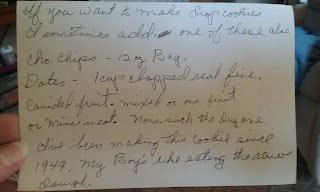 If you want to make drop cookies
I sometimes add one of these also
Cho. Chips - 12 oz Bag.
Dates - 1 cup chopped real fine.
Candied fruit - mixed or one fruit
or Mincemeat. None such the dry one.
I've been making this cookie since
1949. My Boys like eating the raw
dough.